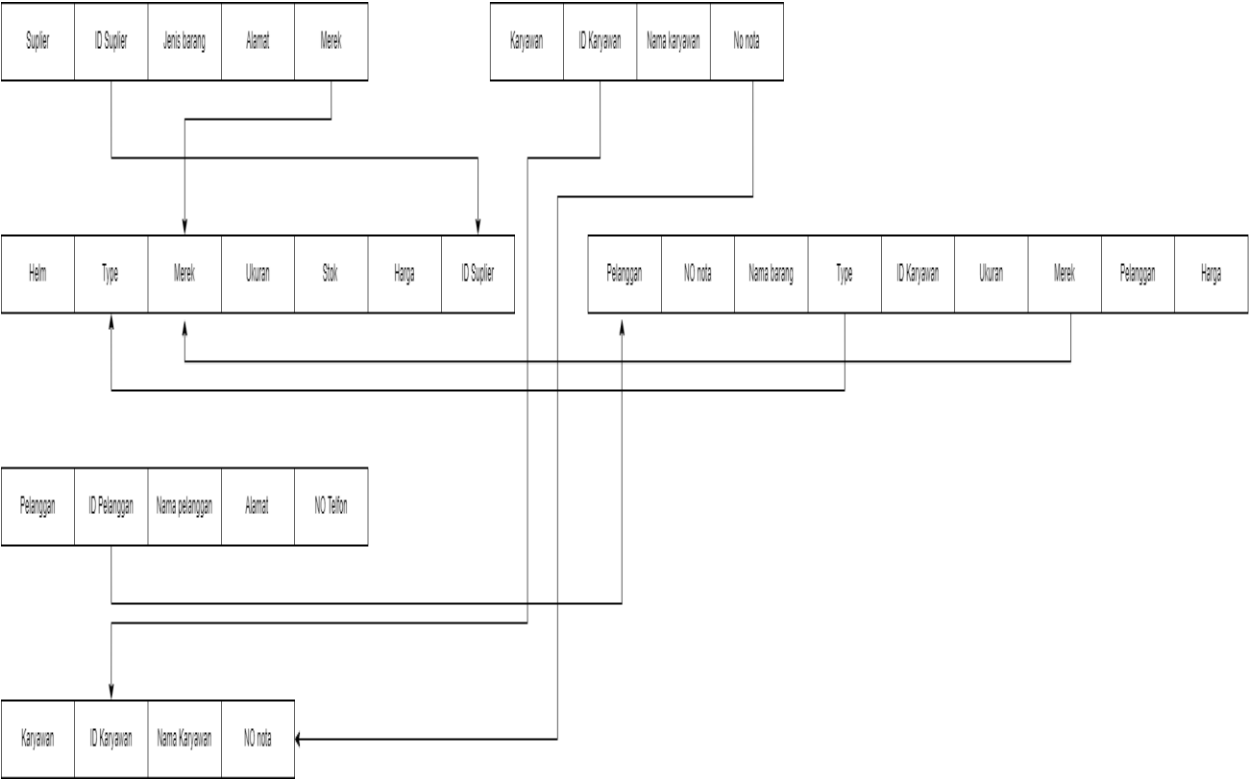 Suplier ID Suplier Jenis barang Alamat Merek
Karyawan ID Karyawan Nama karyawan No nota
Helm Type Merek Ukuran Stok Harga ID Suplier
Pelanggan NO nota Nama barang Type ID Karyawan Ukuran Merek Pelanggan Harga
Pelanggan ID Pelanggan Nama pelanggan Alamat NO Telfon
Karyawan ID Karyawan Nama Karyawan NO nota